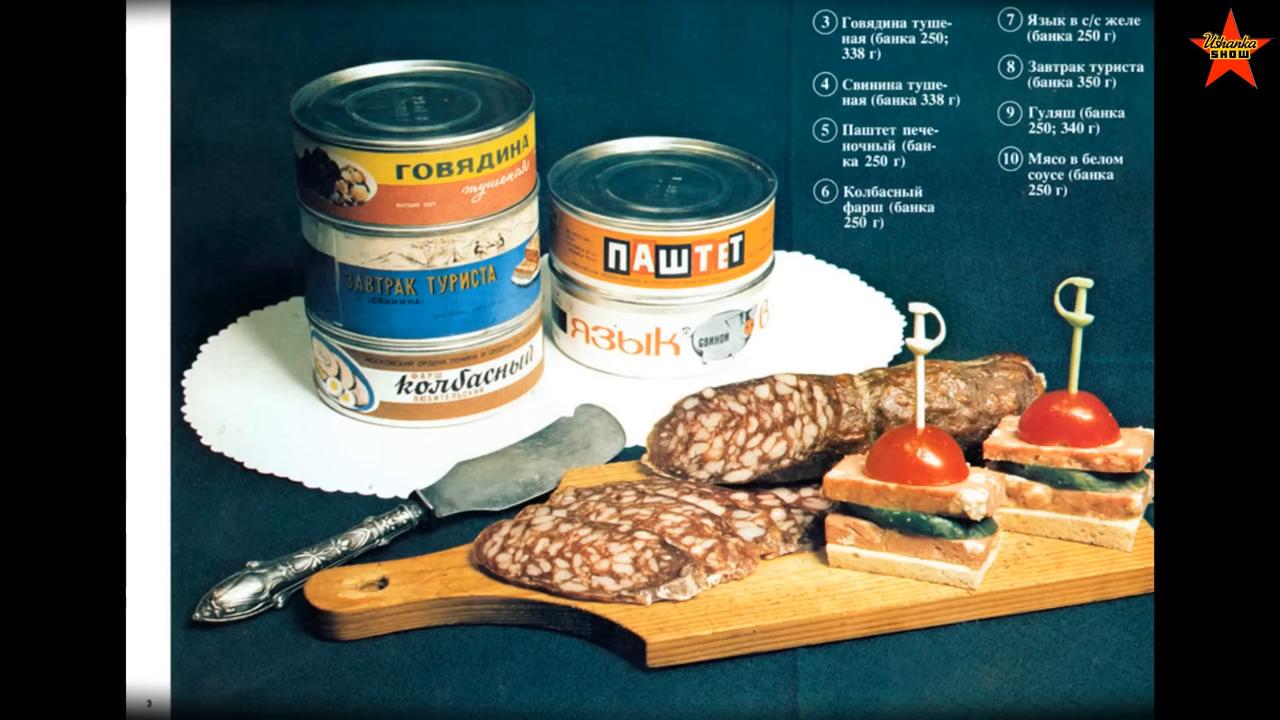 3 Говядина туше-
ная (банка 250;
338 г)
4 Свинина туше-
ная (банка 338 г)
5 Паштет пече-
ночный (бан-
ка 250 г)
6 Колбасный
фарш (банка
250 г)
7 Язык в с/с желе
(банка 250 г)
8 Завтрак туриста
(банка 350 г)
9 Гуляш (банка
250; 340 г)
10 Мясо в белом
соусе (банка
250 г)
Ushanka
SHOW
ГОВЯДИНА
тушеная
ЗАВТРАК ТУРИСТА
«СВИНИНА»
МОСКОВСКИЙ ОРДЕНА ЛЕНИНА И
ФАРШ
колбасный
ЛЮБИТЕЛЬСКИЙ
ПАШТЕТ
ЯЗЫК
СВИНОЙ
В
3